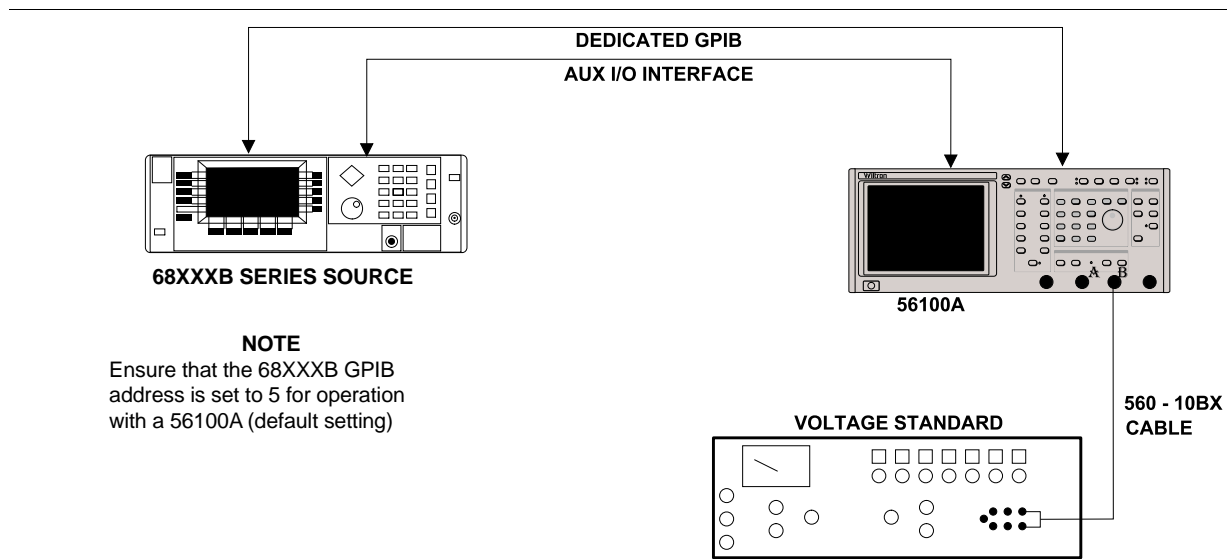 DEDICATED GPIB
AUX I/O INTERFACE
Wiltron
A B
68XXXB SERIES SOURCE
56100A
NOTE
Ensure that the 68XXXB GPIB
address is set to 5 for operation
with a 56100A (default setting)
560 - 10BX
CABLE
VOLTAGE STANDARD